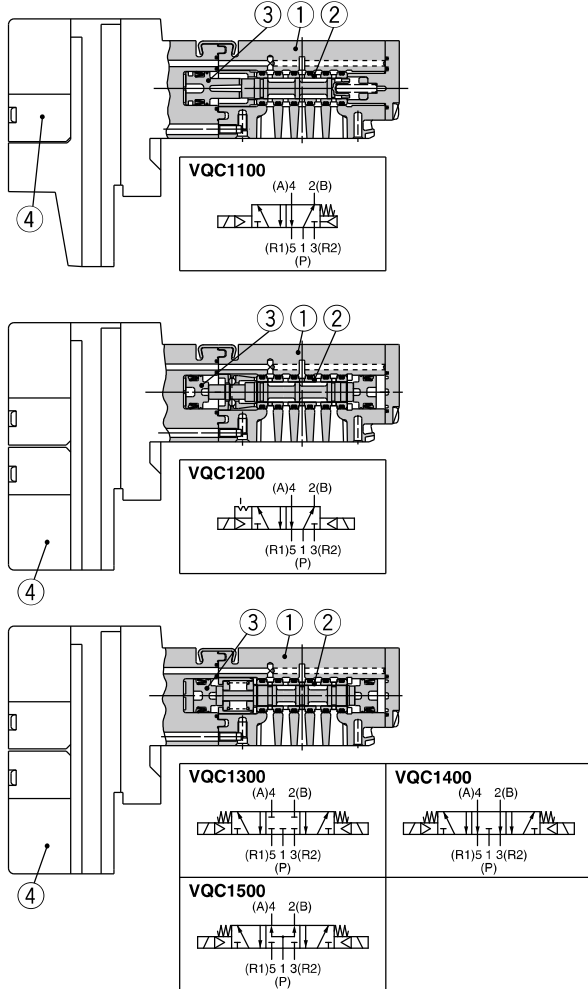 ③ ① ②
④
VQC1100
(A)4 2(B)
(R1)5 1 3(R2)
(P)
③ ① ②
④
VQC1200
(A)4 2(B)
(R1)5 1 3(R2)
(P)
③ ① ②
④
VQC1300
(A)4 2(B)
(R1)5 1 3(R2)
(P)
VQC1400
(A)4 2(B)
(R1)5 1 3(R2)
(P)
VQC1500
(A)4 2(B)
(R1)5 1 3(R2)
(P)